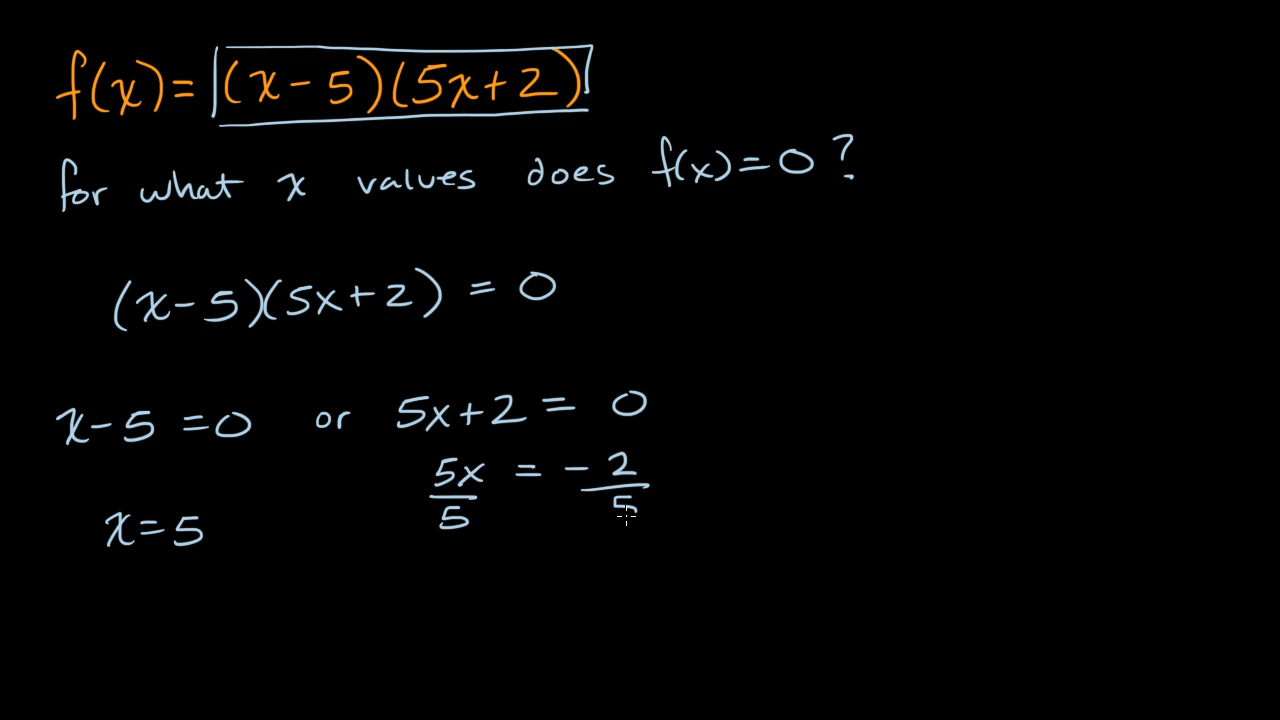 f(x) = (x - 5)(5x + 2)
for what x values does f(x) = 0 ?
(x - 5)(5x + 2) = 0
x - 5 = 0 or 5x + 2 = 0
5x = - 2
5 5
x = 5